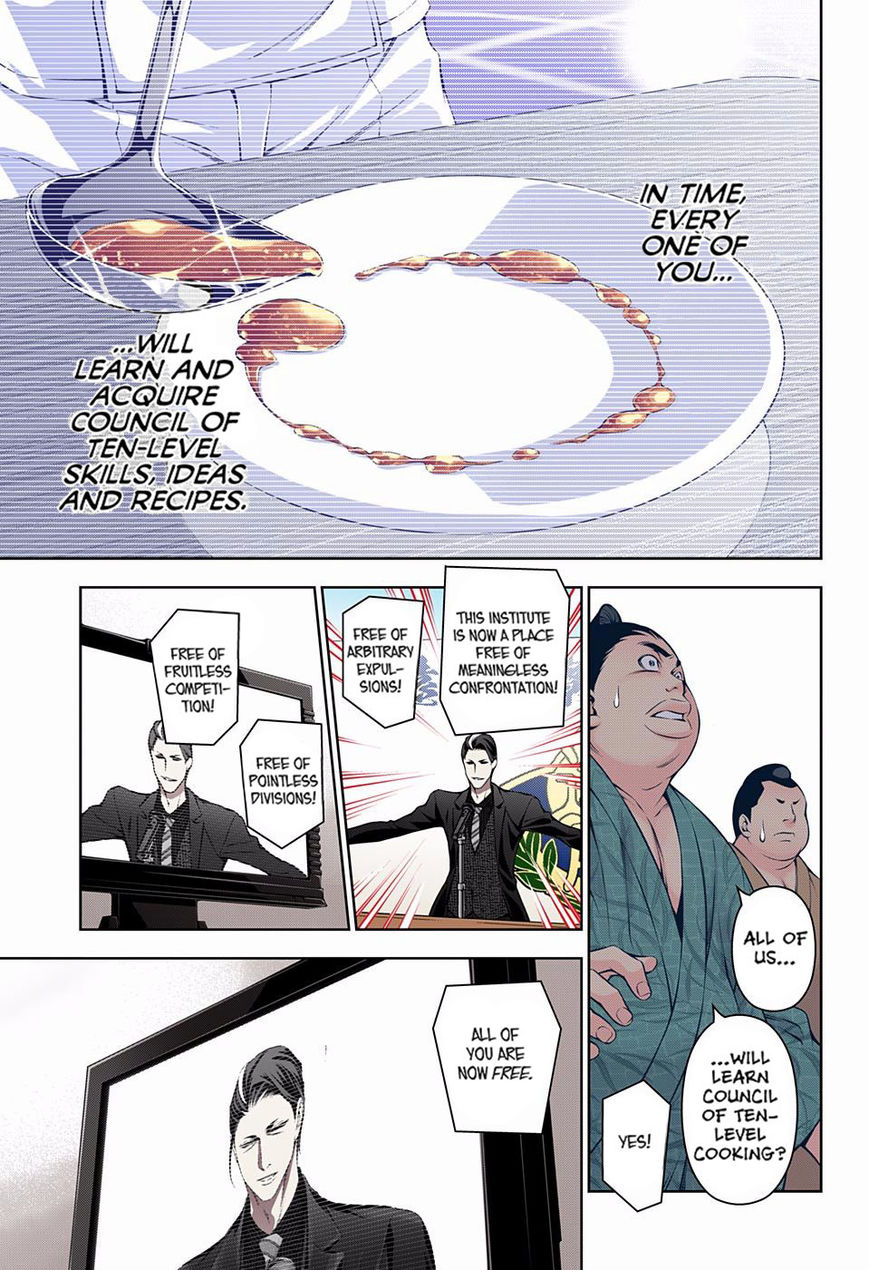 IN TIME,
EVERY
ONE OF
YOU...
...WILL
LEARN AND
ACQUIRE
COUNCIL OF
TEN-LEVEL
SKILLS, IDEAS
AND RECIPES.
ALL OF
US...
...WILL
LEARN
COUNCIL
OF TEN-
LEVEL
COOKING?
YES!
THIS INSTITUTE
IS NOW A PLACE
FREE OF
MEANINGLESS
CONFRONTATION!
FREE OF
ARBITRARY
EXPUL-
SIONS!
FREE OF
FRUITLESS
COMPETI-
TION!
FREE OF
POINTLESS
DIVISIONS!
ALL OF
YOU ARE
NOW FREE.